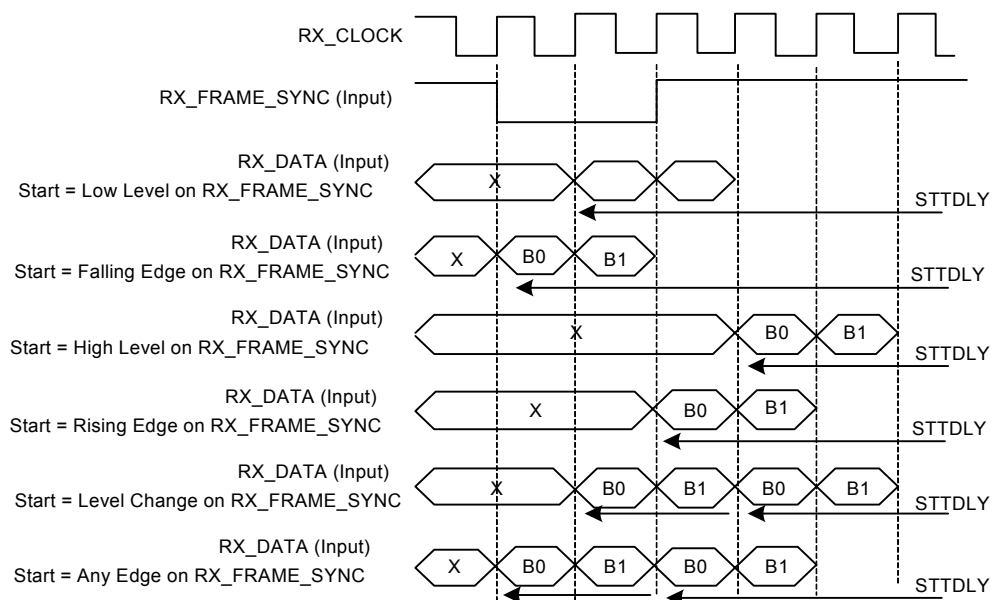 RX_CLOCK
RX_FRAME_SYNC (Input)
RX_DATA (Input)
Start = Low Level on RX_FRAME_SYNC
X
STTDLY
RX_DATA (Input)
Start = Falling Edge on RX_FRAME_SYNC
X B0 B1
STTDLY
RX_DATA (Input)
Start = High Level on RX_FRAME_SYNC
X B0 B1
STTDLY
RX_DATA (Input)
Start = Rising Edge on RX_FRAME_SYNC
X B0 B1
STTDLY
RX_DATA (Input)
Start = Level Change on RX_FRAME_SYNC
X B0 B1 B0 B1
STTDLY
RX_DATA (Input)
Start = Any Edge on RX_FRAME_SYNC
X B0 B1 B0 B1
STTDLY